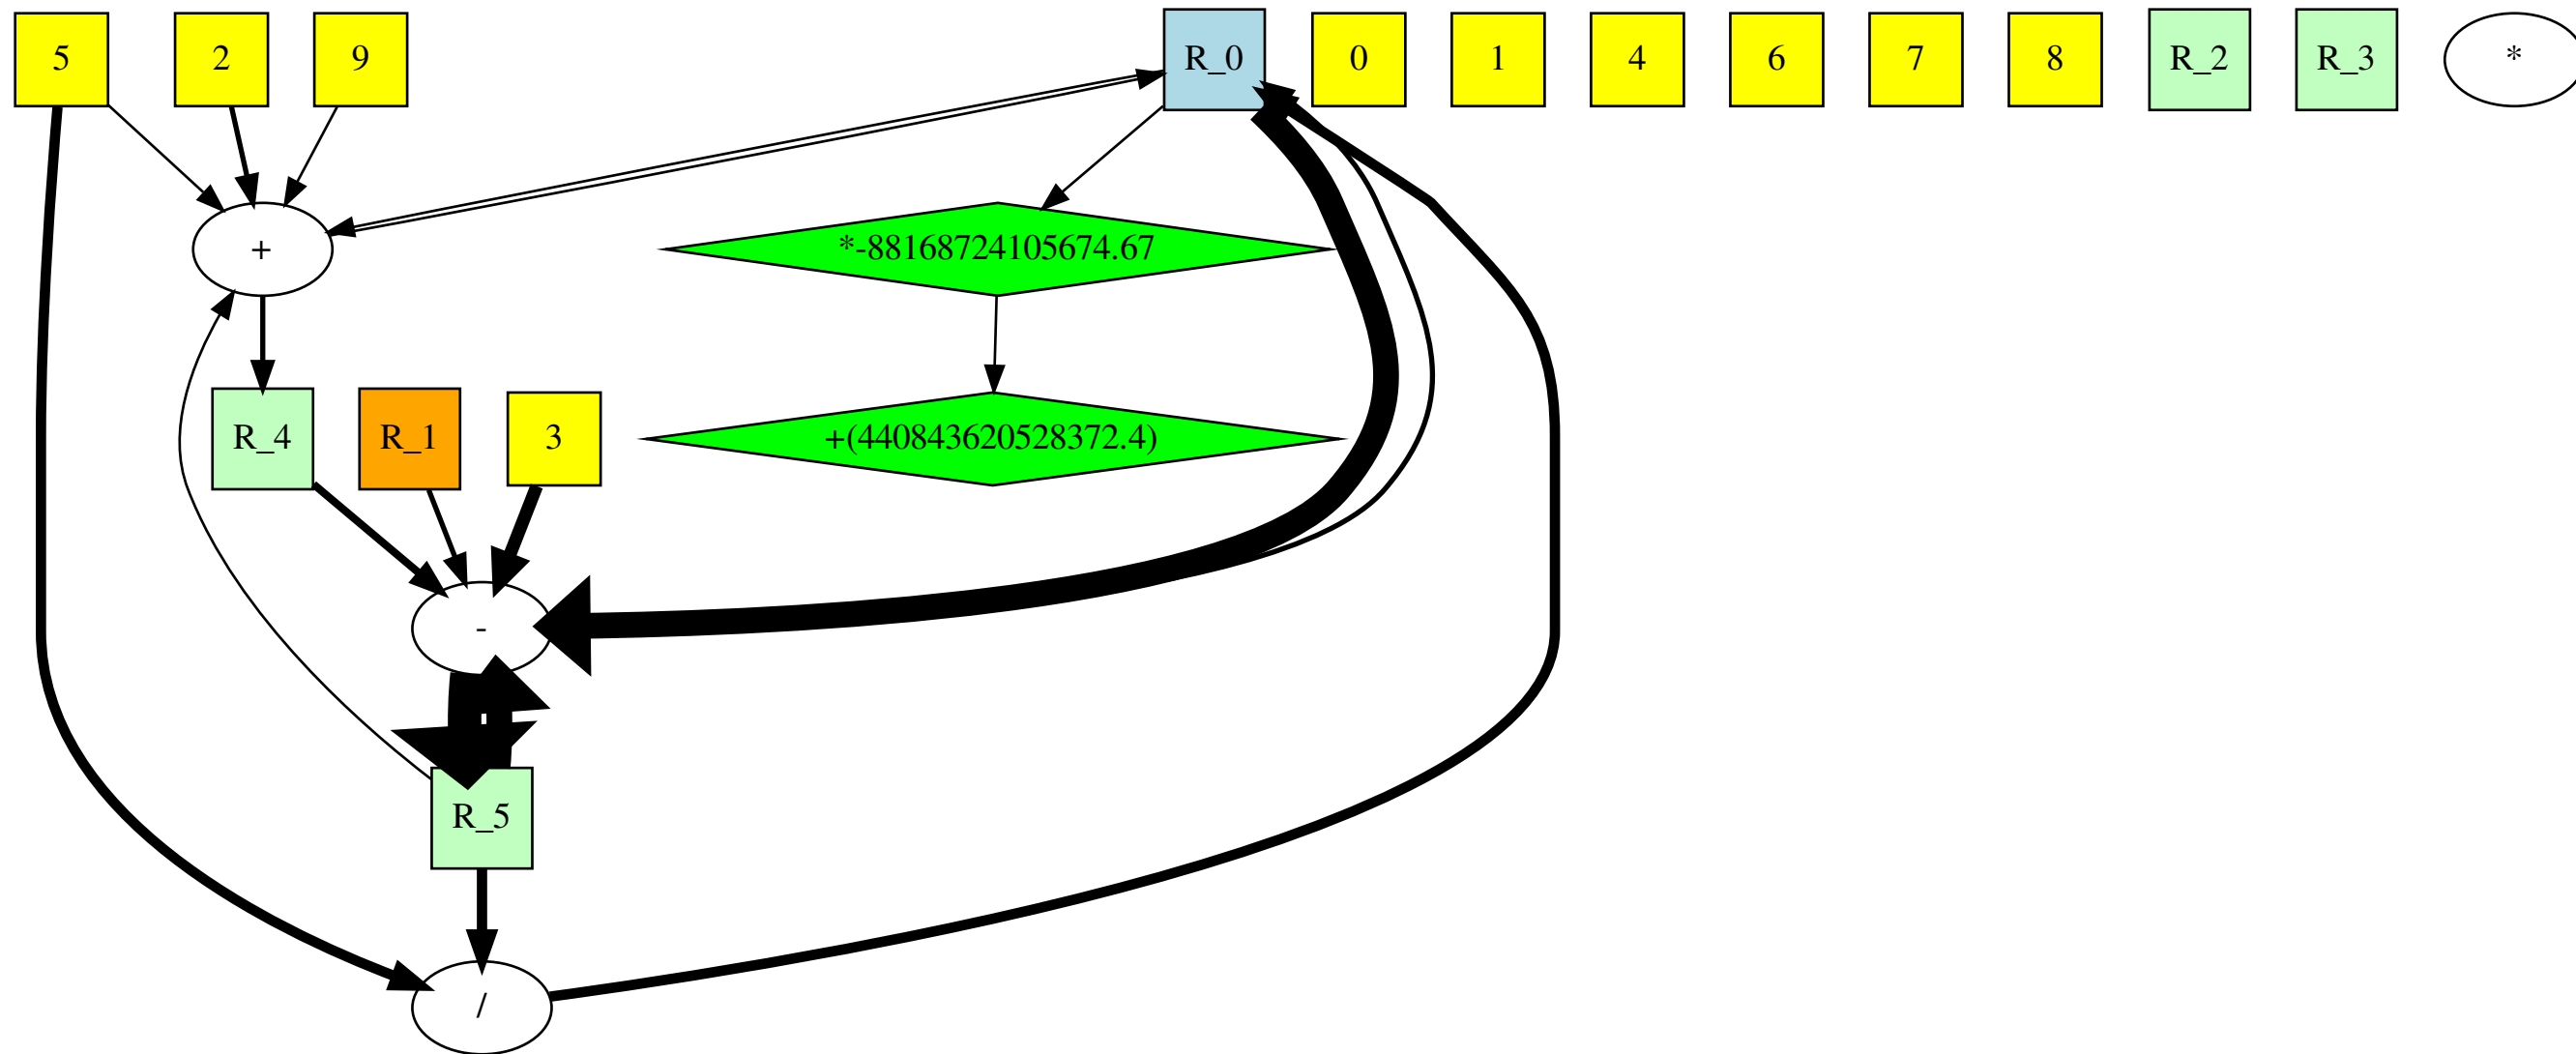 5
2
9
R_0
0
1
4
6
7
8
R_2
R_3
*
+
*-88168724105674.67
R_4
R_1
3
+(440843620528372.4)
-
R_5
/